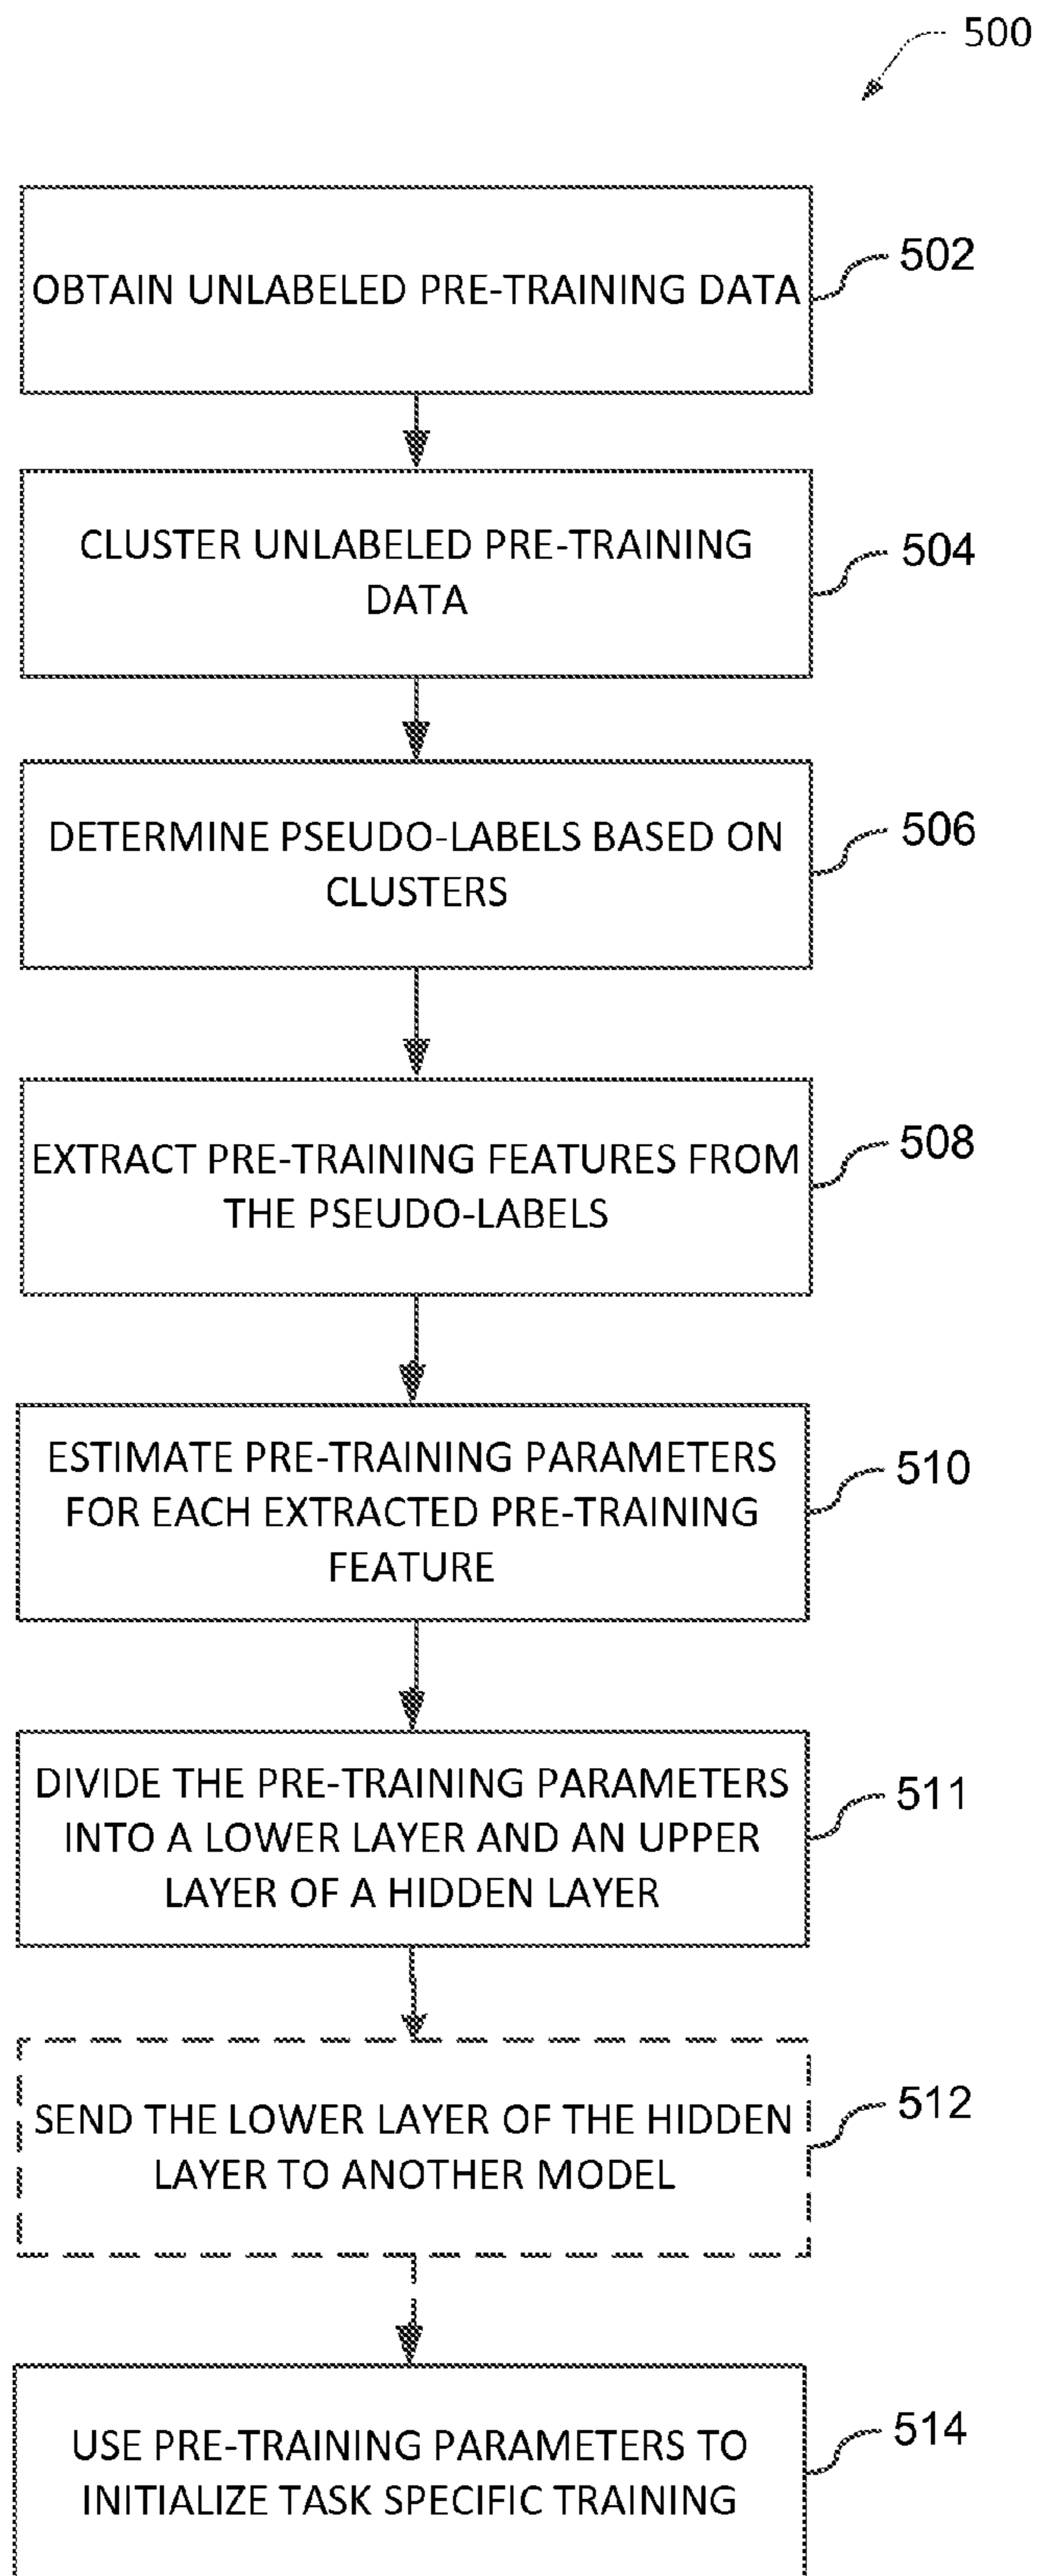 500
OBTAIN UNLABELED PRE-TRAINING DATA
502
CLUSTER UNLABELED PRE-TRAINING
DATA
504
DETERMINE PSEUDO-LABELS BASED ON
CLUSTERS
506
EXTRACT PRE-TRAINING FEATURES FROM
THE PSEUDO-LABELS
508
ESTIMATE PRE-TRAINING PARAMETERS
FOR EACH EXTRACTED PRE-TRAINING
FEATURE
510
DIVIDE THE PRE-TRAINING PARAMETERS
INTO A LOWER LAYER AND AN UPPER
LAYER OF A HIDDEN LAYER
511
SEND THE LOWER LAYER OF THE HIDDEN
LAYER TO ANOTHER MODEL
512
USE PRE-TRAINING PARAMETERS TO
INITIALIZE TASK SPECIFIC TRAINING
514